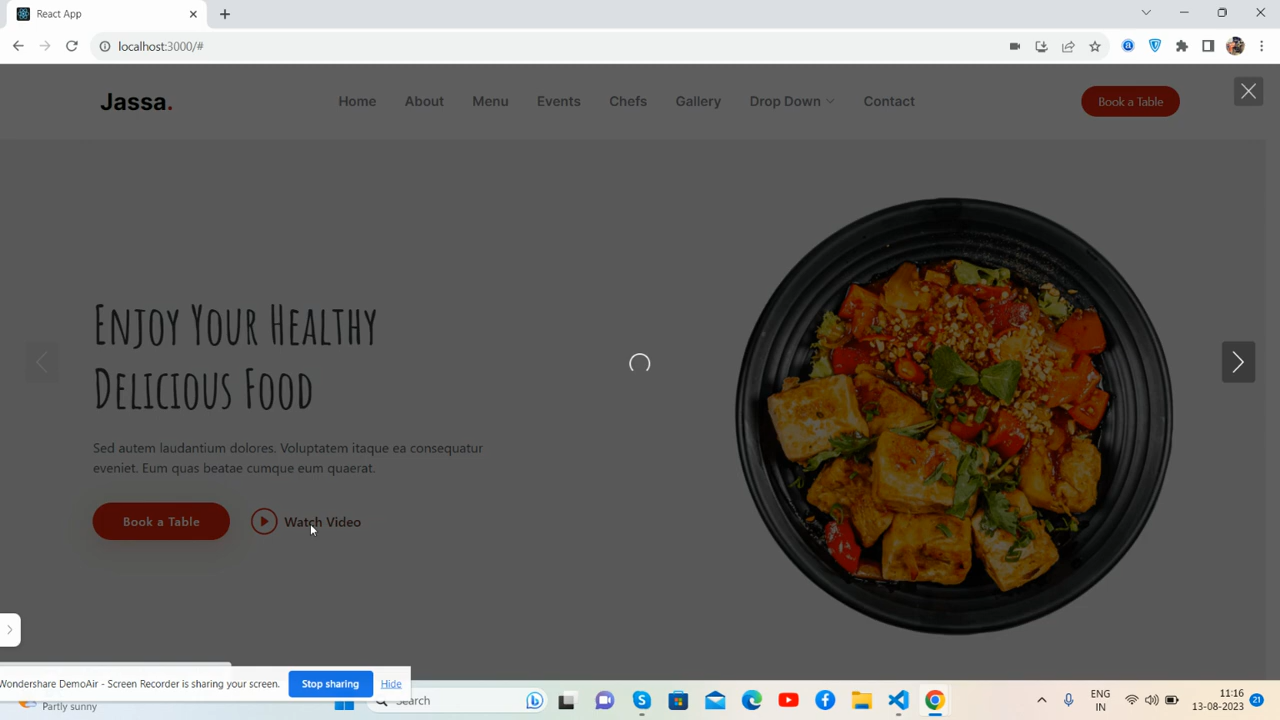 React App
localhost:3000/#
Jassa.
Home About Menu Events Chefs Gallery Drop Down Contact
Book a Table
Enjoy Your Healthy
Delicious Food
Sed autem laudantium dolores. Voluptatem itaque ea consequatur
eveniet. Eum quas beatae cumque eum quaerat.
Book a Table Watch Video
Wondershare DemoAir - Screen Recorder is sharing your screen. Stop sharing Hide
Partly sunny
Search
ENG
IN
11:16
13-08-2023
21